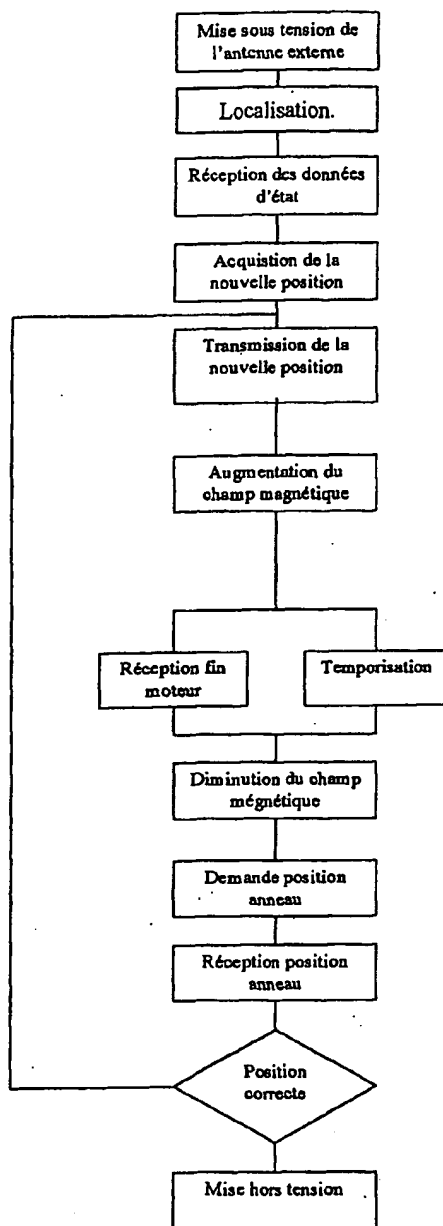 Mise sous tension de
l'antenne externe
Localisation.
Réception des données
d'état
Acquistion de la
nouvelle position
Transmission de la
nouvelle position
Augmentation du
champ magnétique
Réception fin
moteur
Temporisation
Diminution du champ
mégnétique
Demande position
anneau
Réception position
anneau
Position
correcte
Mise hors tension